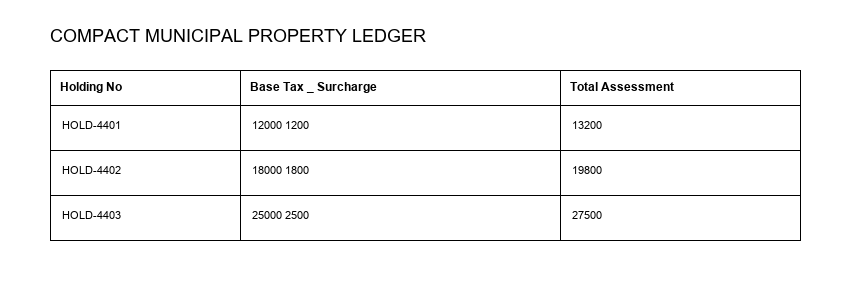 COMPACT MUNICIPAL PROPERTY LEDGER
Holding No Base Tax _ Surcharge Total Assessment
HOLD-4401 12000 1200 13200
HOLD-4402 18000 1800 19800
HOLD-4403 25000 2500 27500